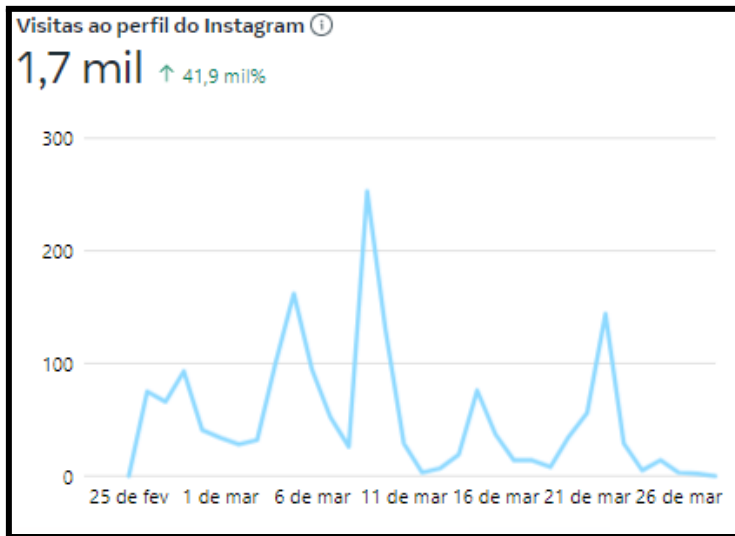 Visitas ao perfil do Instagram
1,7 mil ↑ 41,9 mil%
300
200
100
0
25 de fev 1 de mar 6 de mar 11 de mar 16 de mar 21 de mar 26 de mar